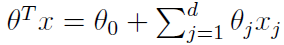 θ^T x = θ_0 + ∑_{j=1}^{d} θ_j x_j